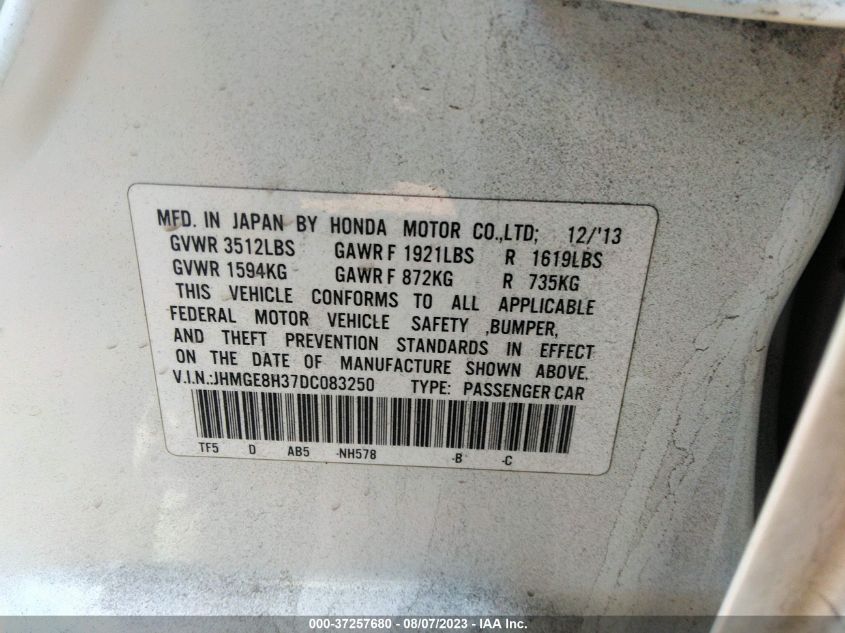 MFD. IN JAPAN BY HONDA MOTOR CO.,LTD; 12/'13
GVWR 3512LBS GAWR F 1921LBS R 1619LBS
GVWR 1594KG GAWR F 872KG R 735KG
THIS VEHICLE CONFORMS TO ALL APPLICABLE
FEDERAL MOTOR VEHICLE SAFETY ,BUMPER,
AND THEFT PREVENTION STANDARDS IN EFFECT
ON THE DATE OF MANUFACTURE SHOWN ABOVE.
V.I.N.:JHMGE8H37DC083250 TYPE: PASSENGER CAR
TF5 D AB5 -NH578 -B -C
000-37257680 - 08/07/2023 - IAA Inc.